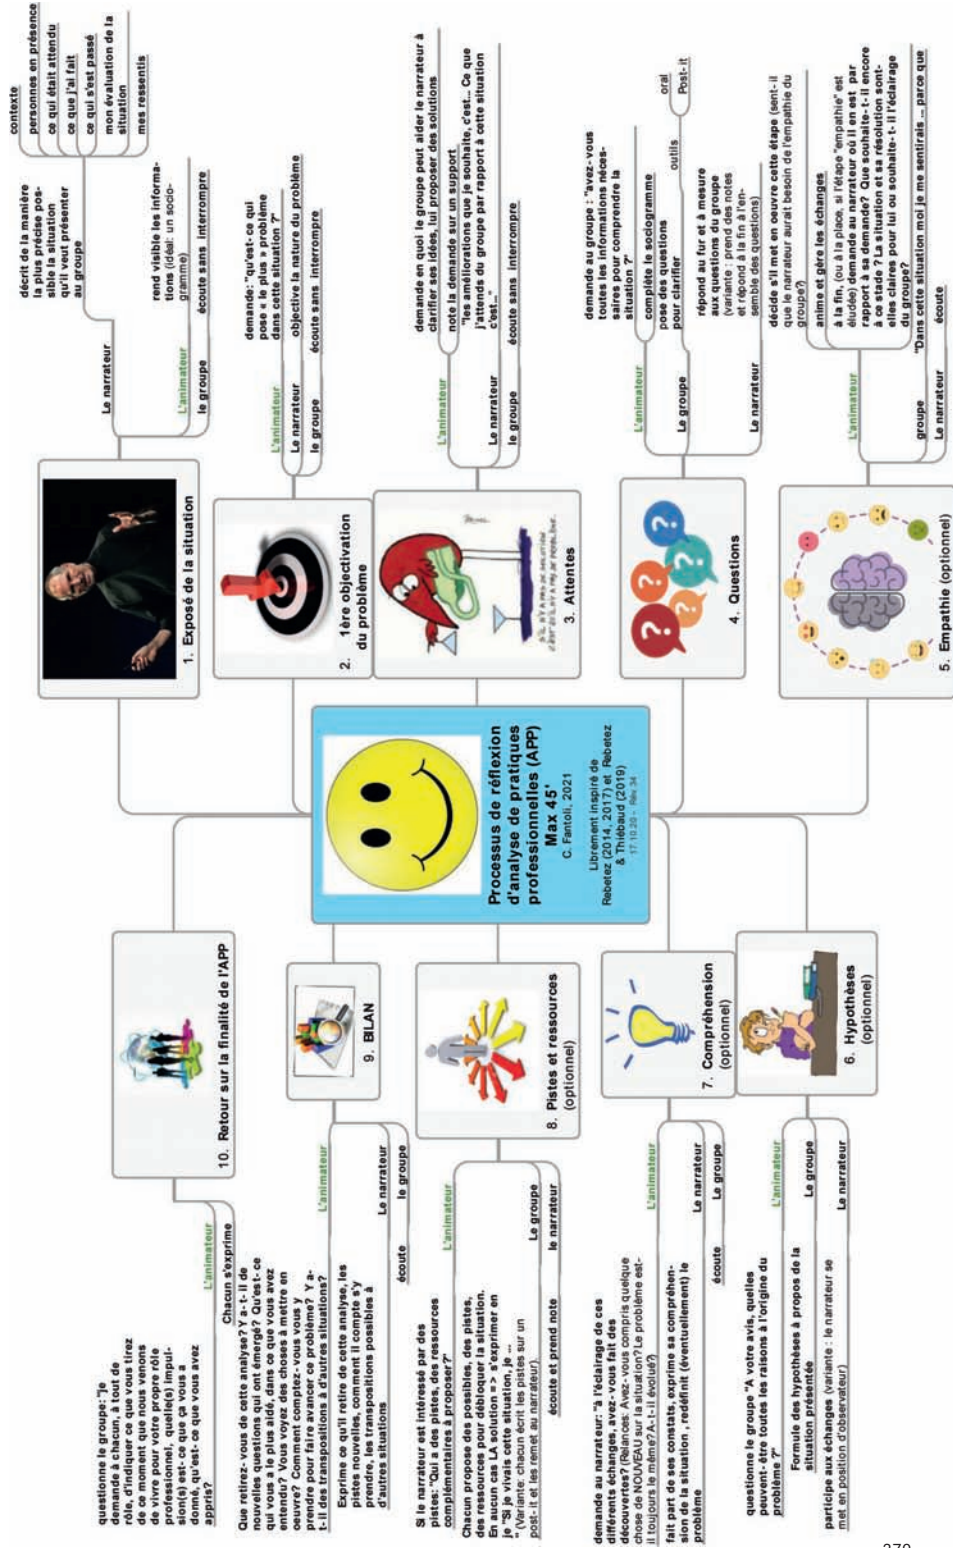 Processus de réflexion
d'analyse de pratiques
professionnelles (APP)
Max 45'
C. Fantoli, 2021
Librement inspiré de
Rebetez (2014, 2017) et Rebetez
& Thiébaud (2019)
17.10.20 - Rév.34
1. Exposé de la situation
Le narrateur
décrit de la manière
la plus précise pos-
sible la situation
qu'il veut présenter
au groupe
contexte
personnes en présence
ce qui était attendu
ce que j'ai fait
ce qui s'est passé
mon évaluation de la
situation
mes ressentis
L'animateur
rend visible les informa-
tions (idéal: un socio-
gramme)
le groupe
écoute sans interrompre
2. 1ère objectivation
du problème
L'animateur
demande: "qu'est-ce qui
pose « le plus » problème
dans cette situation ?"
Le narrateur
objective la nature du problème
le groupe
écoute sans interrompre
3. Attentes
S'IL N'Y A PAS DE SOLUTION
C'EST QU'IL N'Y A PAS DE PROBLÈME.
L'animateur
demande en quoi le groupe peut aider le narrateur à
clarifier ses idées, lui proposer des solutions
note la demande sur un support
Le narrateur
"les améliorations que je souhaite, c'est... Ce que
j'attends du groupe par rapport à cette situation
c'est..."
le groupe
écoute sans interrompre
4. Questions
L'animateur
demande au groupe : "avez-vous
toutes les informations néces-
saires pour comprendre la
situation ?"
complète le sociogramme
Le groupe
pose des questions
pour clarifier
outils
oral
Post-it
Le narrateur
répond au fur et à mesure
aux questions du groupe
(variante : prend des notes
et répond à la fin à l'en-
semble des questions)
5. Empathie (optionnel)
L'animateur
décide s'il met en oeuvre cette étape (sent-il
que le narrateur aurait besoin de l'empathie du
groupe?)
anime et gère les échanges
à la fin, (ou à la place, si l'étape "empathie" est
éludée) demande au narrateur où il en est par
rapport à sa demande? Que souhaite-t-il encore
à ce stade ? La situation et sa résolution sont-
elles claires pour lui ou souhaite-t-il l'éclairage
du groupe?
groupe
"Dans cette situation moi je me sentirais ... parce que
Le narrateur
écoute
6. Hypothèses
(optionnel)
L'animateur
questionne le groupe "A votre avis, quelles
peuvent-être toutes les raisons à l'origine du
problème ?"
Le groupe
Formule des hypothèses à propos de la
situation présentée
Le narrateur
participe aux échanges (variante : le narrateur se
met en position d'observateur)
7. Compréhension
(optionnel)
L'animateur
demande au narrateur: "à l'éclairage de ces
différents échanges, avez-vous fait des
découvertes? (Relances: Avez-vous compris quelque
chose de NOUVEAU sur la situation? Le problème est-
il toujours le même? A-t-il évolué?)
Le narrateur
fait part de ses constats, exprime sa compréhen-
sion de la situation , redéfinit (éventuellement) le
problème
Le groupe
écoute
8. Pistes et ressources
(optionnel)
L'animateur
Si le narrateur est intéressé par des
pistes: "Qui a des pistes, des ressources
complémentaires à proposer?"
Le groupe
Chacun propose des possibles, des pistes,
des ressources pour débloquer la situation.
En aucun cas LA solution => s'exprimer en
je "Si je vivais cette situation, je ...
" (Variante: chacun écrit les pistes sur un
post-it et les remet au narrateur).
le narrateur
écoute et prend note
9. BILAN
L'animateur
Que retirez-vous de cette analyse? Y a-t-il de
nouvelles questions qui ont émergé? Qu'est-ce
qui vous a le plus aidé, dans ce que vous avez
entendu? Vous voyez des choses à mettre en
oeuvre? Comment comptez-vous vous y
prendre pour faire avancer ce problème? Y a-
t-il des transpositions à d'autres situations?
Le narrateur
Exprime ce qu'il retire de cette analyse, les
pistes nouvelles, comment il compte s'y
prendre, les transpositions possibles à
d'autres situations
le groupe
écoute
10. Retour sur la finalité de l'APP
L'animateur
questionne le groupe: "je
demande à chacun, à tout de
rôle, d'indiquer ce que vous tirez
de ce moment que nous venons
de vivre pour votre propre rôle
professionnel, quelle(s) impul-
sion(s) est-ce que ça vous a
donné, qu'est-ce que vous avez
appris?
Chacun s'exprime
379